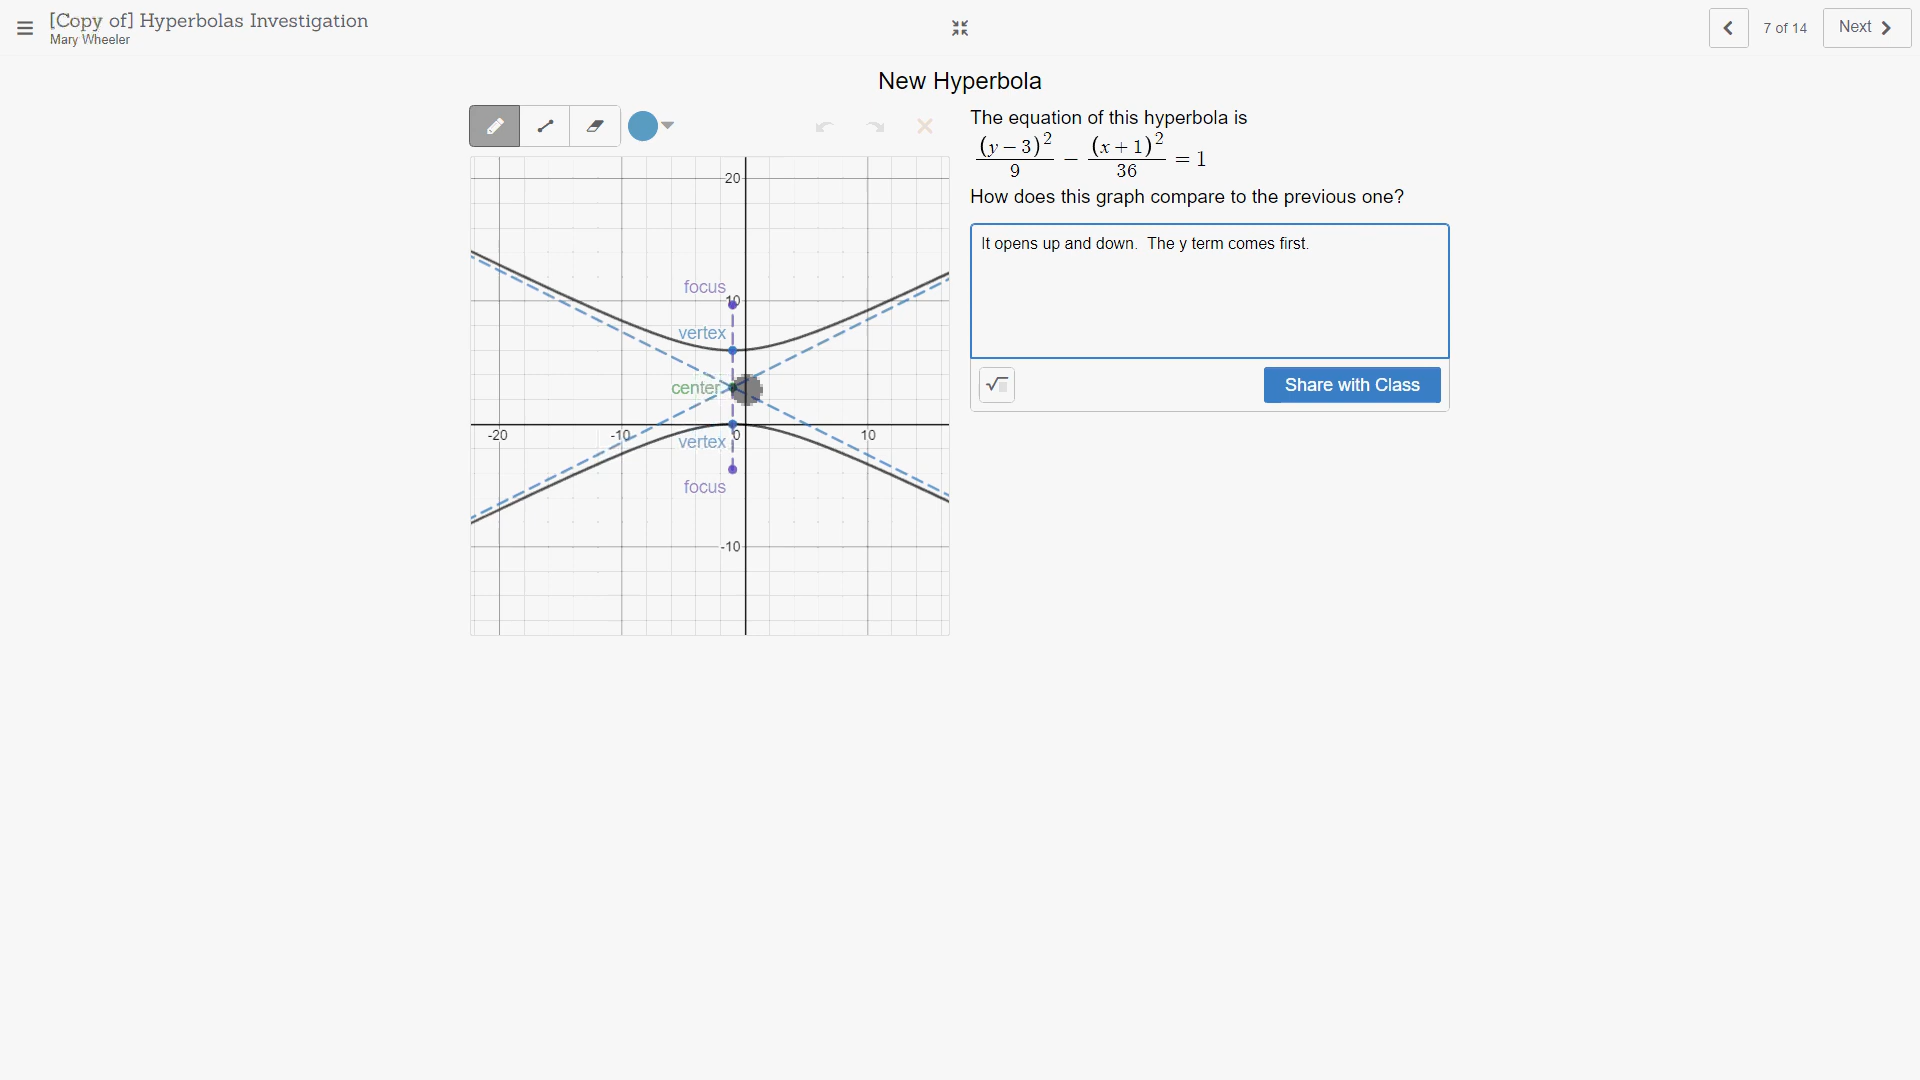 [Copy of] Hyperbolas Investigation
Mary Wheeler
7 of 14
Next
New Hyperbola
The equation of this hyperbola is
(y − 3)² / 9 − (x + 1)² / 36 = 1
How does this graph compare to the previous one?
It opens up and down.  The y term comes first.
√
Share with Class
20
focus
10
vertex
center
-20
-10
0
10
vertex
focus
-10